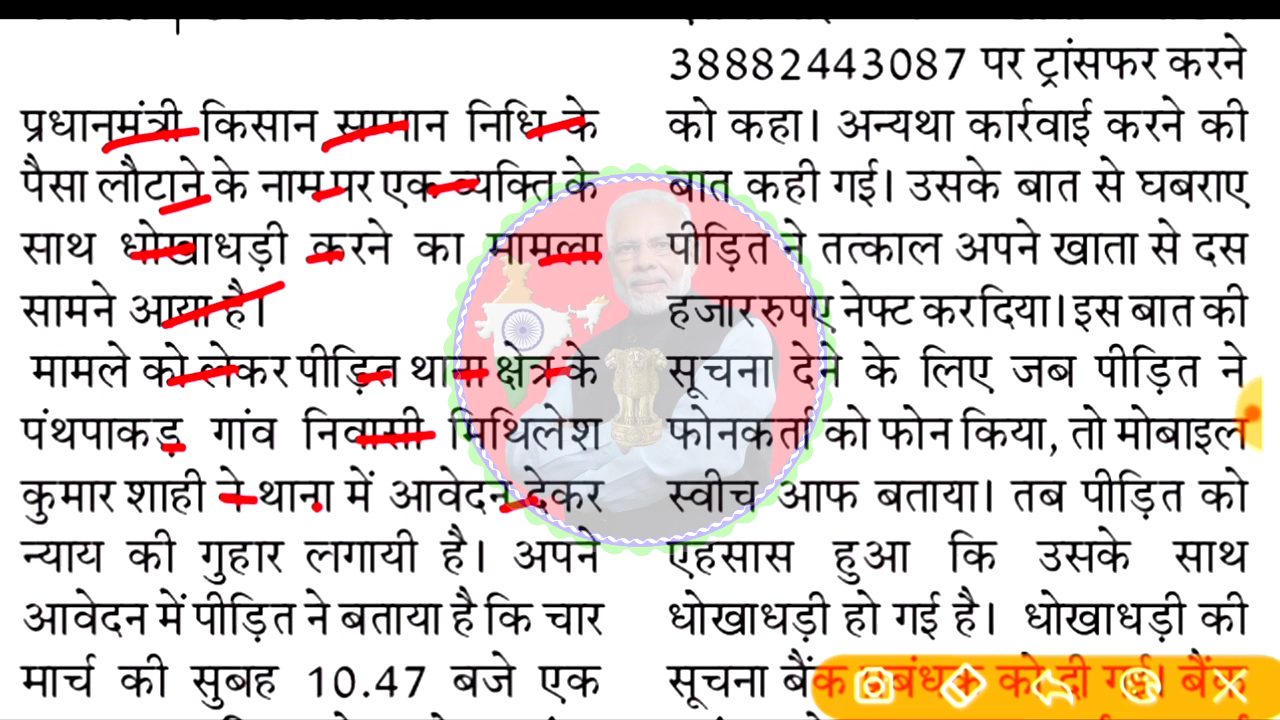 प्रधानमंत्री किसान सम्मान निधि के
पैसा लौटाने के नाम पर एक व्यक्ति के
साथ धोखाधड़ी करने का मामला
सामने आया है।
मामले को लेकर पीड़ित थाना क्षेत्र के
पंथपाकड़ गांव निवासी मिथिलेश
कुमार शाही ने थाना में आवेदन देकर
न्याय की गुहार लगायी है। अपने
आवेदन में पीड़ित ने बताया है कि चार
मार्च की सुबह 10.47 बजे एक
38882443087 पर ट्रांसफर करने
को कहा। अन्यथा कार्रवाई करने की
बात कही गई। उसके बात से घबराए
पीड़ित ने तत्काल अपने खाता से दस
हजार रुपए नेफ्ट कर दिया। इस बात की
सूचना देने के लिए जब पीड़ित ने
फोनकर्ता को फोन किया, तो मोबाइल
स्वीच आफ बताया। तब पीड़ित को
एहसास हुआ कि उसके साथ
धोखाधड़ी हो गई है। धोखाधड़ी की
सूचना बैंक प्रबंधक को दी गई। बैंक